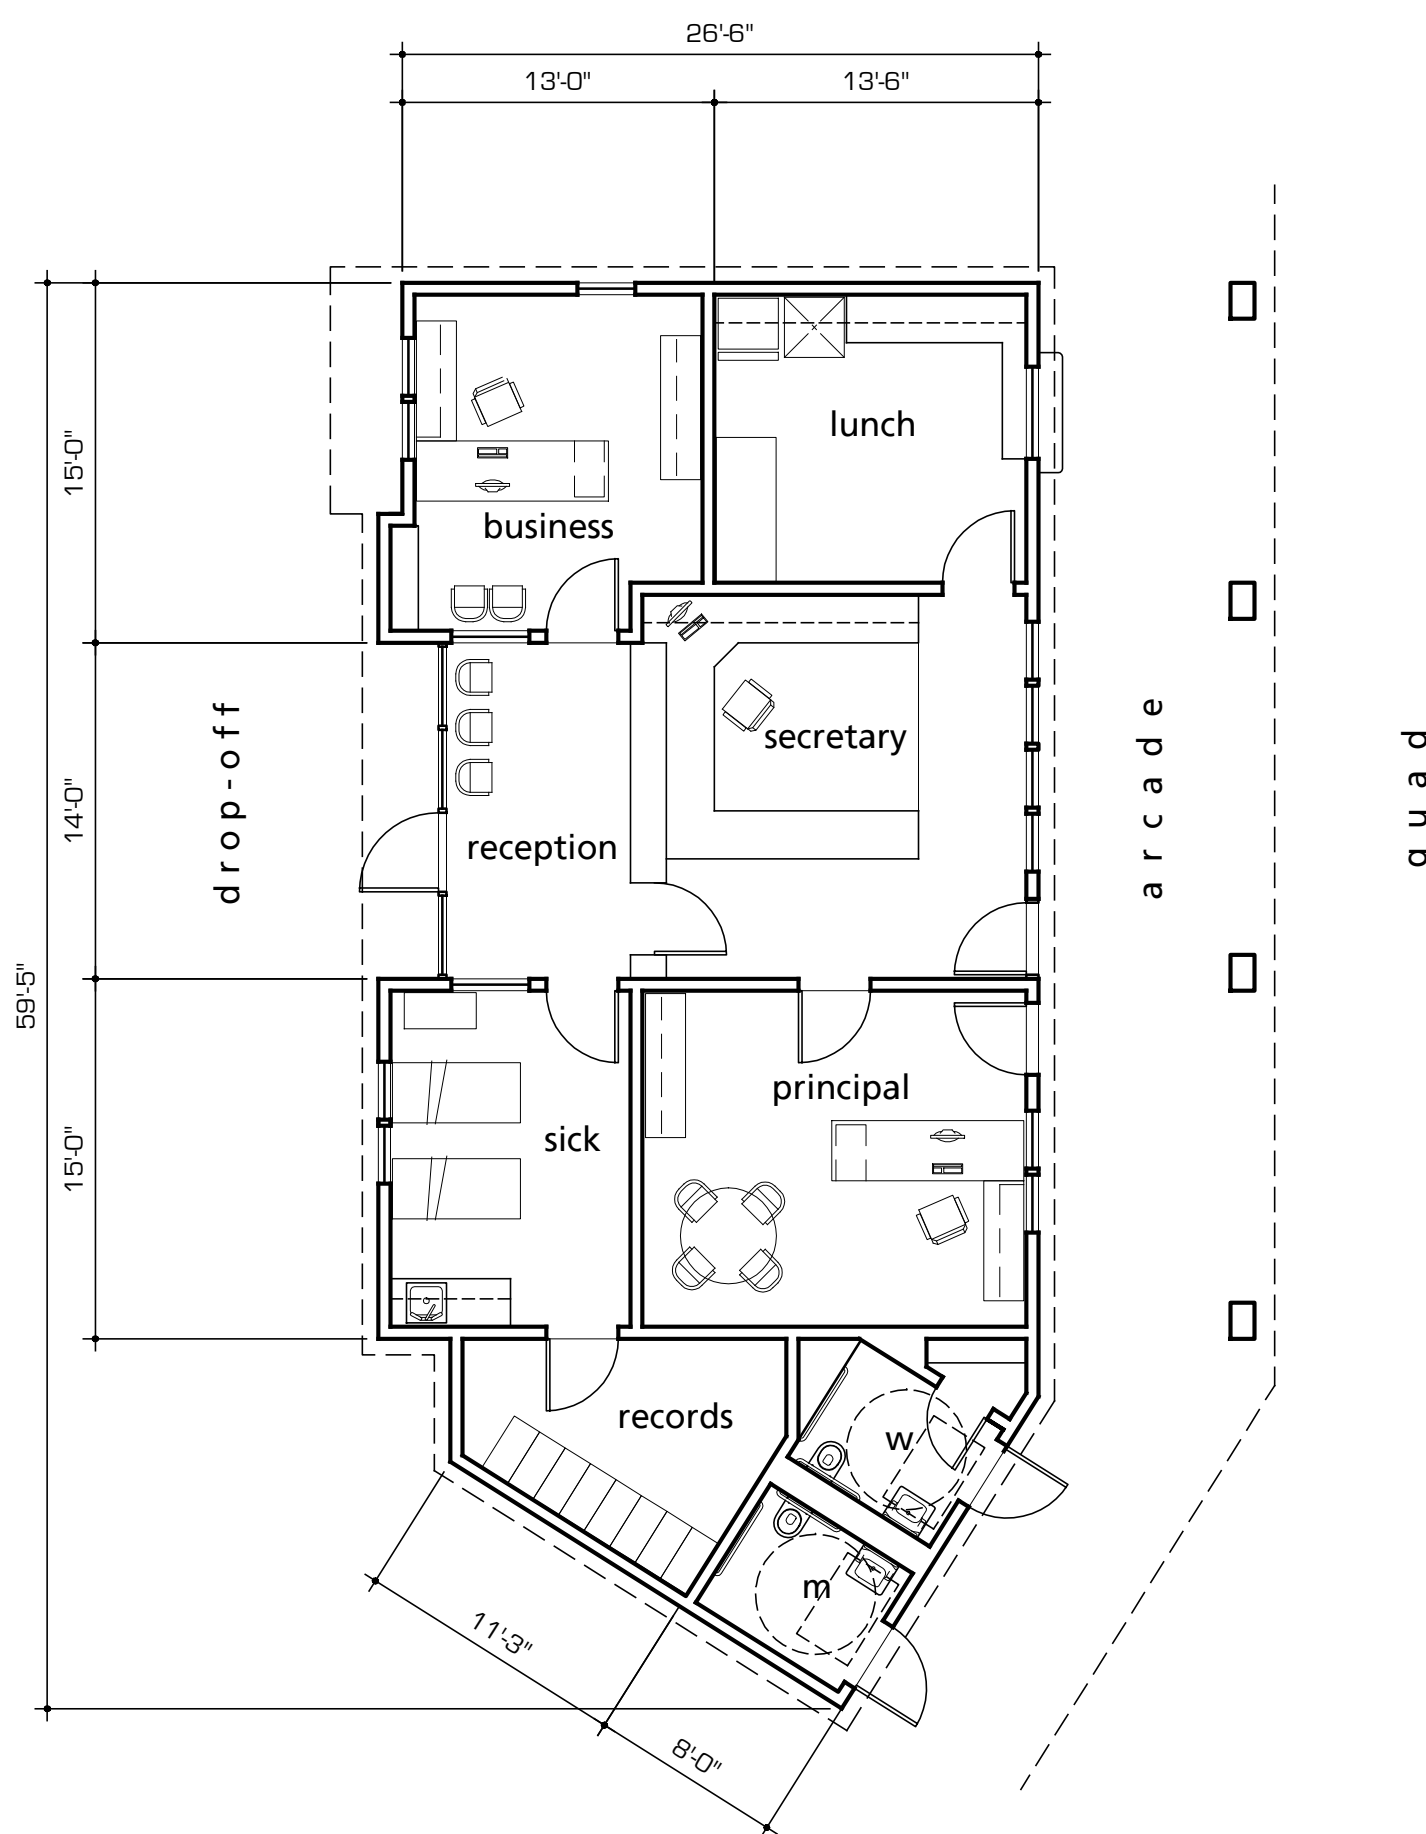 26'-6"
13'-0"
13'-6"
15'-0"
14'-0"
15'-0"
59'-5"
lunch
business
drop-off
secretary
arcade
quad
reception
principal
sick
records
w
m
11'-3"
8'-0"